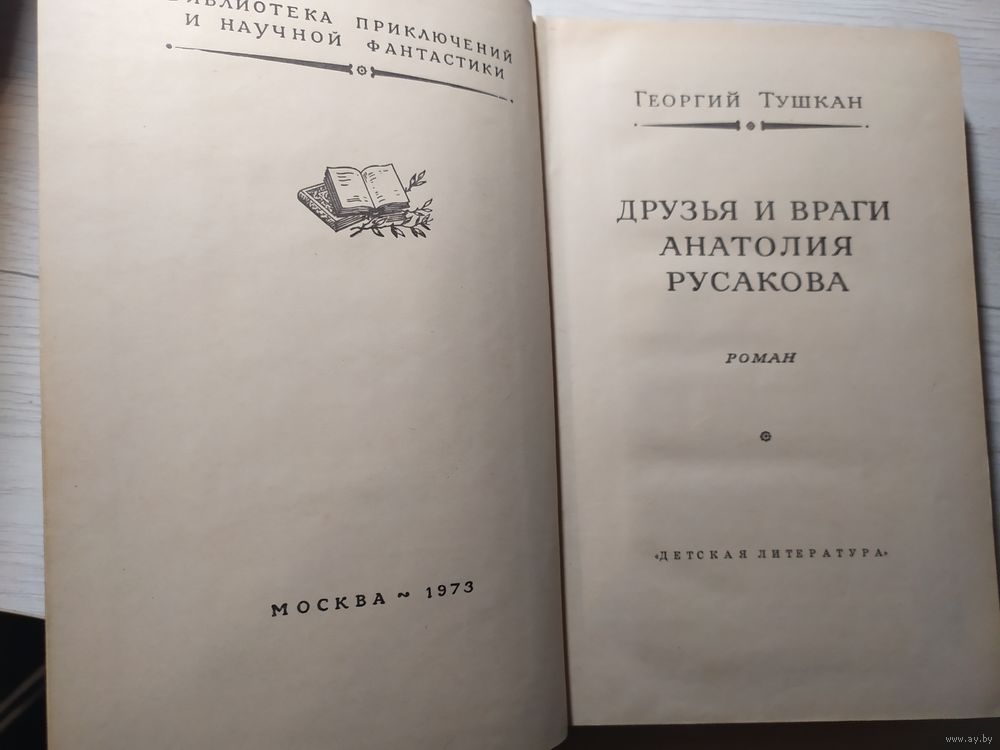 БИБЛИОТЕКА ПРИКЛЮЧЕНИЙ
И НАУЧНОЙ ФАНТАСТИКИ
МОСКВА ~ 1973
ГЕОРГИЙ ТУШКАН
ДРУЗЬЯ И ВРАГИ
АНАТОЛИЯ
РУСАКОВА
РОМАН
«ДЕТСКАЯ ЛИТЕРАТУРА»
www.ay.by